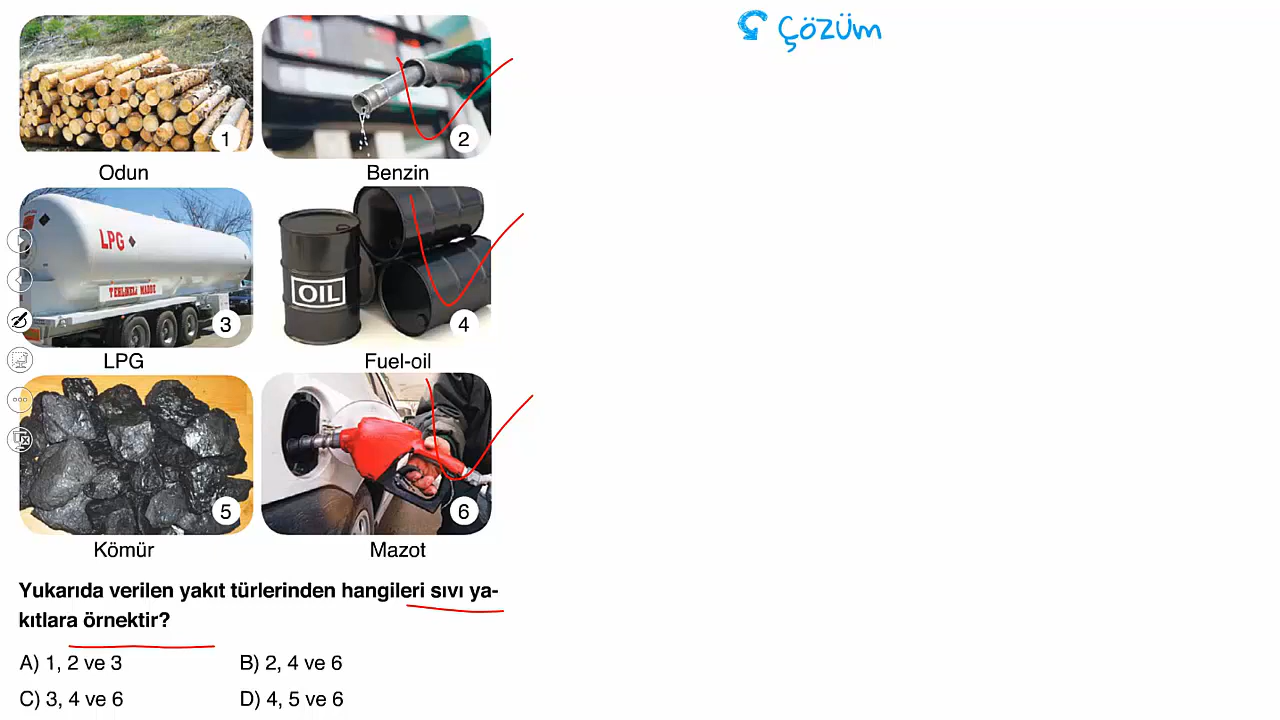 Çözüm
1
2
Odun
Benzin
LPG
TEHLİKELİ MADDE
3
OIL
4
LPG
Fuel-oil
5
6
Kömür
Mazot
Yukarıda verilen yakıt türlerinden hangileri sıvı ya-
kıtlara örnektir?
A) 1, 2 ve 3
B) 2, 4 ve 6
C) 3, 4 ve 6
D) 4, 5 ve 6